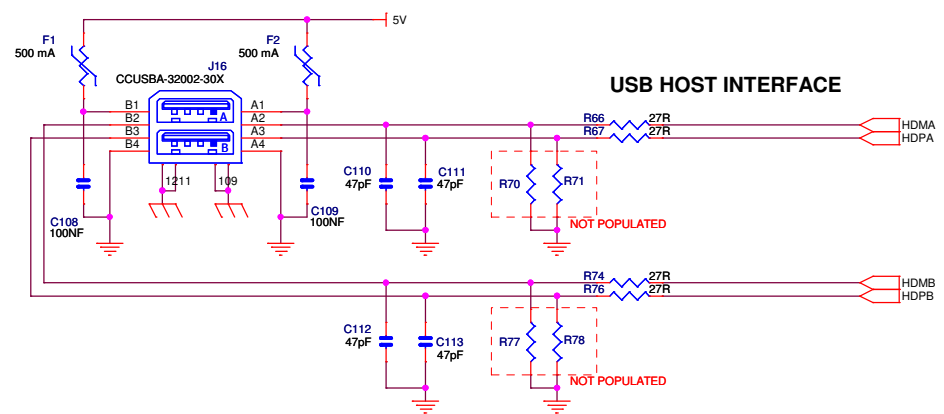 5V
F1
500 mA
F2
500 mA
J16
CCUSBA-32002-30X
USB HOST INTERFACE
B1
B2
B3
B4
A
B
A1
A2
A3
A4
R66 27R
R67 27R
HDMA
HDPA
1211
109
C108
100NF
C109
100NF
C110
47pF
C111
47pF
R70
R71
NOT POPULATED
R74 27R
R76 27R
HDMB
HDPB
C112
47pF
C113
47pF
R77
R78
NOT POPULATED